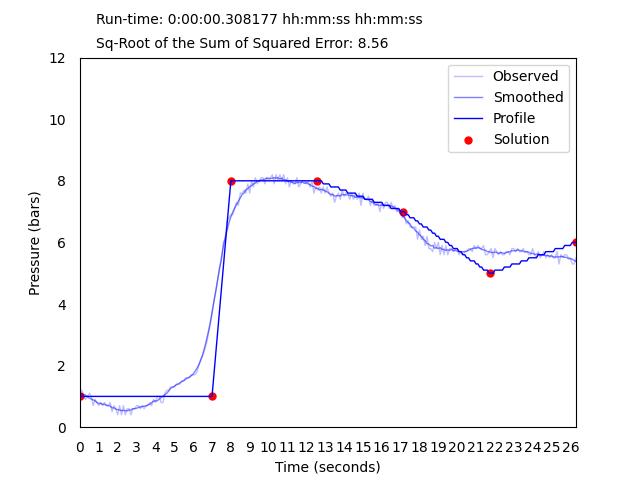 Run-time: 0:00:00.308177 hh:mm:ss hh:mm:ss
Sq-Root of the Sum of Squared Error: 8.56
12
10
8
6
4
2
0
Pressure (bars)
Observed
Smoothed
Profile
Solution
0 1 2 3 4 5 6 7 8 9 10 11 12 13 14 15 16 17 18 19 20 21 22 23 24 25 26
Time (seconds)